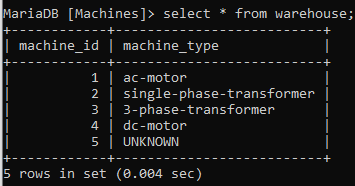 MariaDB [Machines]> select * from warehouse;
+------------+--------------------------+
| machine_id | machine_type             |
+------------+--------------------------+
|          1 | ac-motor                 |
|          2 | single-phase-transformer |
|          3 | 3-phase-transformer      |
|          4 | dc-motor                 |
|          5 | UNKNOWN                  |
+------------+--------------------------+
5 rows in set (0.004 sec)